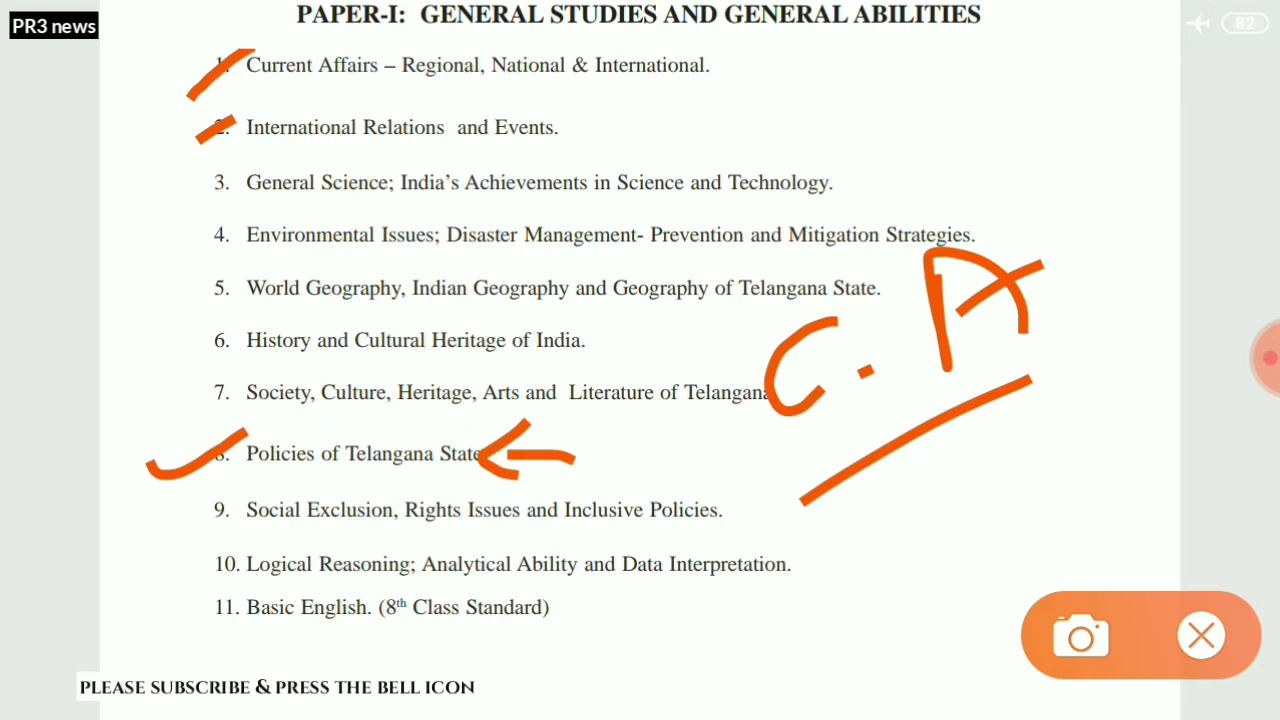 PR3 news
PAPER-I: GENERAL STUDIES AND GENERAL ABILITIES
82
1. Current Affairs – Regional, National & International.
2. International Relations and Events.
3. General Science; India's Achievements in Science and Technology.
4. Environmental Issues; Disaster Management- Prevention and Mitigation Strategies.
5. World Geography, Indian Geography and Geography of Telangana State.
6. History and Cultural Heritage of India.
7. Society, Culture, Heritage, Arts and Literature of Telangana
C.A
8. Policies of Telangana State
9. Social Exclusion, Rights Issues and Inclusive Policies.
10. Logical Reasoning; Analytical Ability and Data Interpretation.
11. Basic English. (8th Class Standard)
PLEASE SUBSCRIBE & PRESS THE BELL ICON